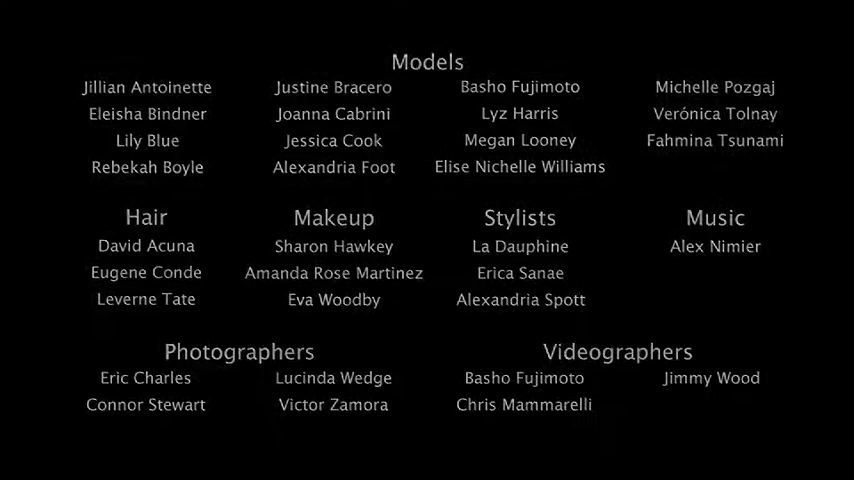 Models
Jillian Antoinette Justine Bracero Basho Fujimoto Michelle Pozgaj
Eleisha Bindner Joanna Cabrini Lyz Harris Verónica Tolnay
Lily Blue Jessica Cook Megan Looney Fahmina Tsunami
Rebekah Boyle Alexandria Foot Elise Nichelle Williams
Hair Makeup Stylists Music
David Acuna Sharon Hawkey La Dauphine Alex Nimier
Eugene Conde Amanda Rose Martinez Erica Sanae
Leverne Tate Eva Woodby Alexandria Spott
Photographers Videographers
Eric Charles Lucinda Wedge Basho Fujimoto Jimmy Wood
Connor Stewart Victor Zamora Chris Mammarelli